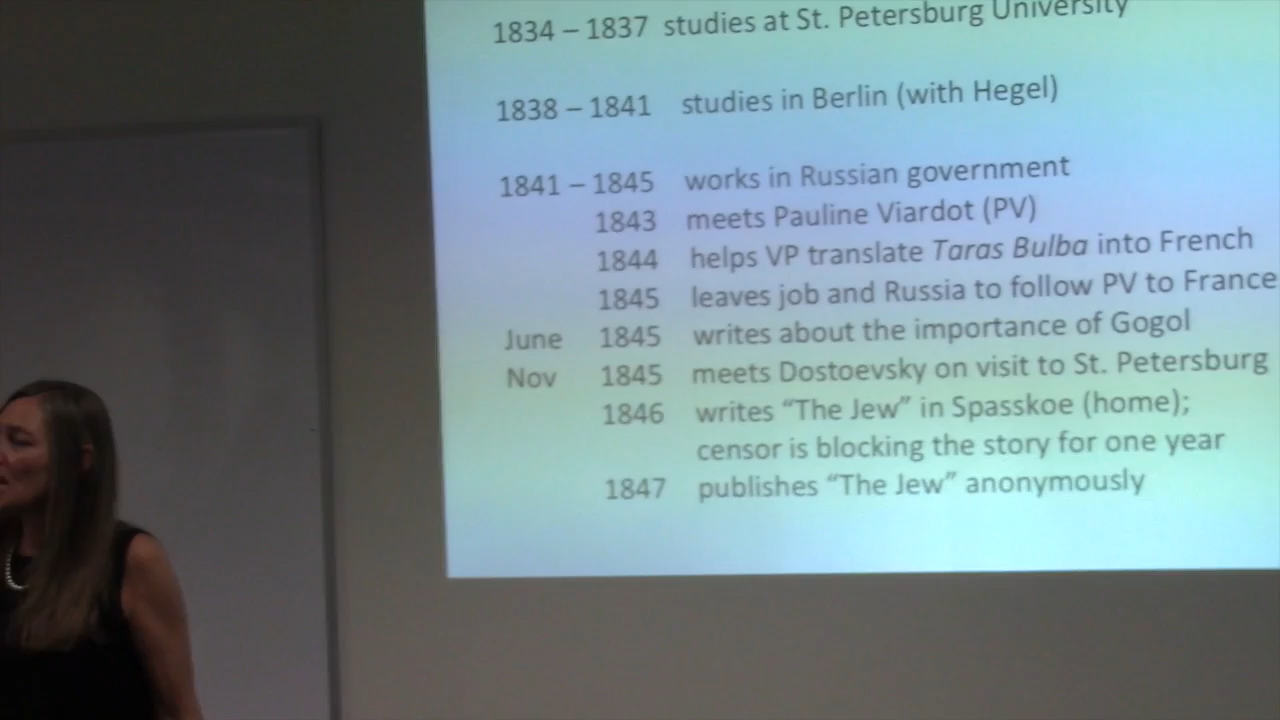 1834 – 1837 studies at St. Petersburg University
1838 – 1841 studies in Berlin (with Hegel)
1841 – 1845 works in Russian government
1843 meets Pauline Viardot (PV)
1844 helps VP translate Taras Bulba into French
1845 leaves job and Russia to follow PV to France
June 1845 writes about the importance of Gogol
Nov 1845 meets Dostoevsky on visit to St. Petersburg
1846 writes “The Jew” in Spasskoe (home);
censor is blocking the story for one year
1847 publishes “The Jew” anonymously